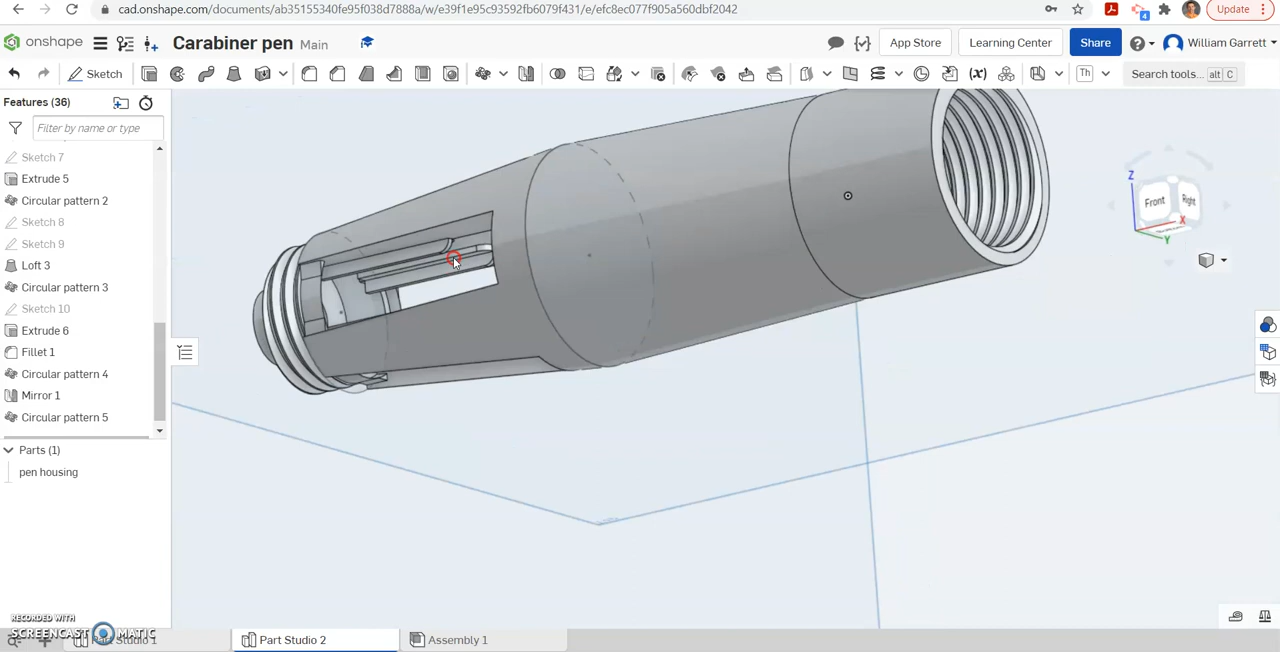 cad.onshape.com/documents/ab35155340fe95f038d7888a/w/e39f1e95c93592fb6079f431/e/efc8ec077f905a560dbf2042
4
Update
onshape
Carabiner pen Main
App Store
Learning Center
Share
William Garrett
Sketch
Th
Search tools...
alt C
Features (36)
Filter by name or type
Sketch 7
Extrude 5
Circular pattern 2
Sketch 8
Sketch 9
Loft 3
Circular pattern 3
Sketch 10
Extrude 6
Fillet 1
Circular pattern 4
Mirror 1
Circular pattern 5
Parts (1)
pen housing
Z
Front
Right
X
Y
RECORDED WITH
SCREENCAST MATIC
Part Studio 1
Part Studio 2
Assembly 1